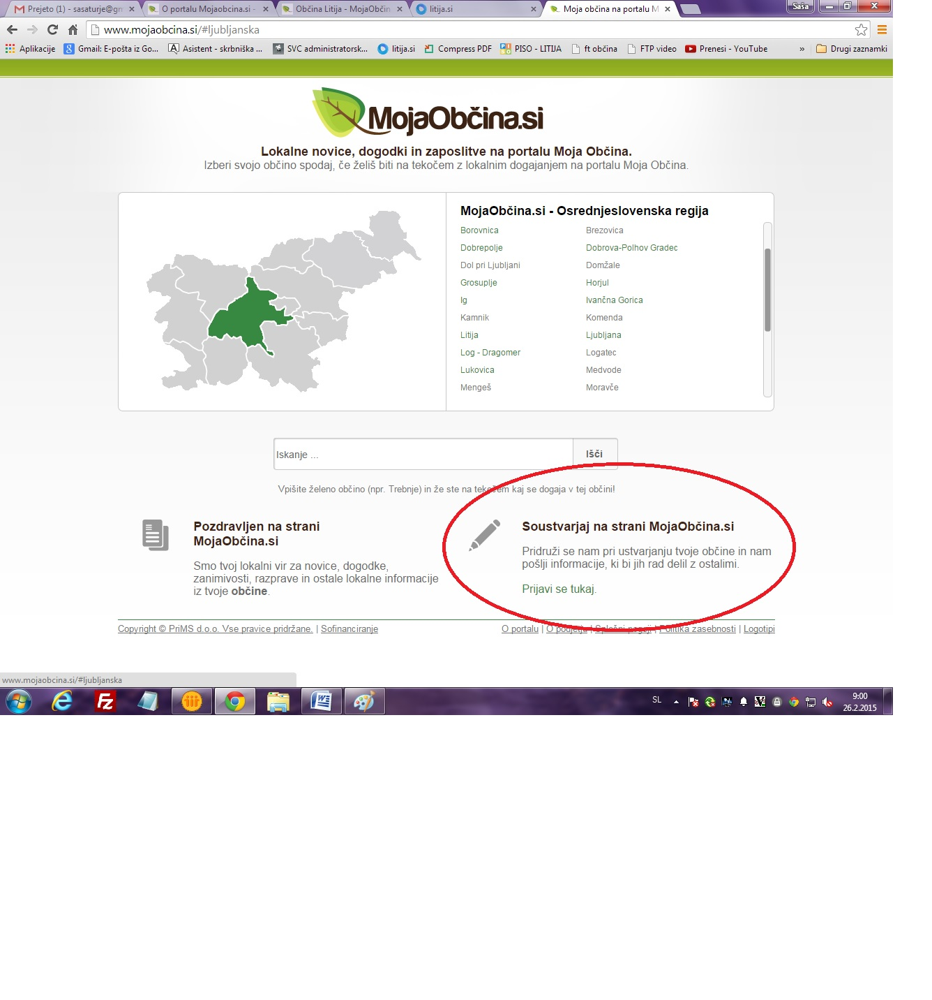 Prejeto (1) - sasaturje@gm
O portalu Mojaobcina.si -
Občina Litija - MojaObčin
litija.si
Moja občina na portalu M
Saša
www.mojaobcina.si/#ljubljanska
Aplikacije
Gmail: E-pošta iz Go...
Asistent - skrbniška ...
SVC administratorsk...
litija.si
Compress PDF
PISO - LITIJA
ft občina
FTP video
Prenesi - YouTube
»
Drugi zaznamki
MojaObčina.si
Lokalne novice, dogodki in zaposlitve na portalu Moja Občina.
Izberi svojo občino spodaj, če želiš biti na tekočem z lokalnim dogajanjem na portalu Moja Občina.
MojaObčina.si - Osrednjeslovenska regija
Borovnica Brezovica
Dobrepolje Dobrova-Polhov Gradec
Dol pri Ljubljani Domžale
Grosuplje Horjul
Ig Ivančna Gorica
Kamnik Komenda
Litija Ljubljana
Log - Dragomer Logatec
Lukovica Medvode
Mengeš Moravče
Iskanje ... Išči
Vpišite želeno občino (npr. Trebnje) in že ste na tekočem kaj se dogaja v tej občini!
Pozdravljen na strani
MojaObčina.si
Smo tvoj lokalni vir za novice, dogodke,
zanimivosti, razprave in ostale lokalne informacije
iz tvoje občine.
Soustvarjaj na strani MojaObčina.si
Pridruži se nam pri ustvarjanju tvoje občine in nam
pošlji informacije, ki bi jih rad delil z ostalimi.
Prijavi se tukaj.
Copyright © PriMS d.o.o. Vse pravice pridržane. | Sofinanciranje
O portalu | O podjetju | Splošni pogoji | Politika zasebnosti | Logotipi
www.mojaobcina.si/#ljubljanska
SL
9:00
26.2.2015